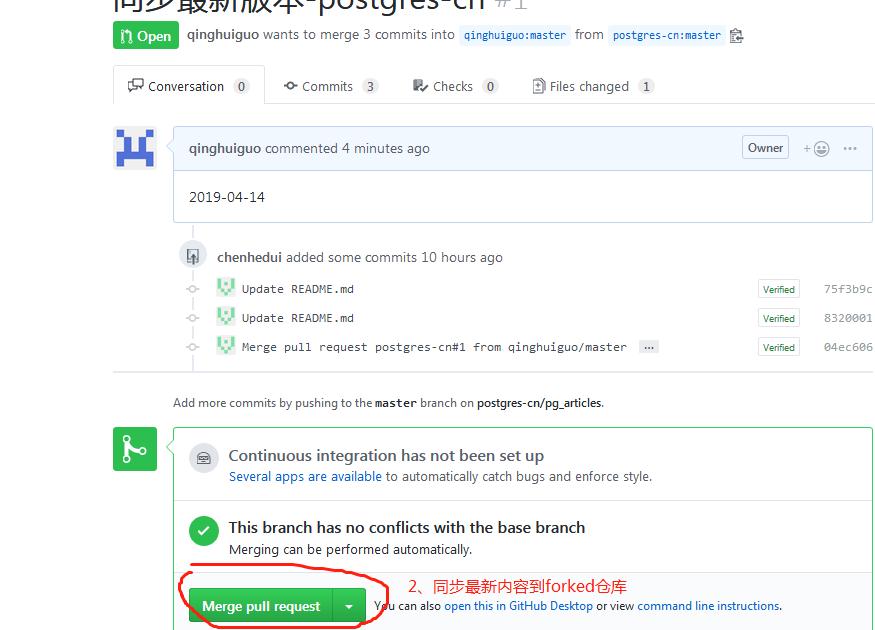 同步最新版本-postgres-cn #1
Open qinghuiguo wants to merge 3 commits into qinghuiguo:master from postgres-cn:master
Conversation 0 Commits 3 Checks 0 Files changed 1
qinghuiguo commented 4 minutes ago Owner
2019-04-14
chenhedui added some commits 10 hours ago
Update README.md Verified 75f3b9c
Update README.md Verified 8320001
Merge pull request postgres-cn#1 from qinghuiguo/master ... Verified 04ec606
Add more commits by pushing to the master branch on postgres-cn/pg_articles.
Continuous integration has not been set up
Several apps are available to automatically catch bugs and enforce style.
This branch has no conflicts with the base branch
Merging can be performed automatically.
2、同步最新内容到forked仓库
Merge pull request You can also open this in GitHub Desktop or view command line instructions.